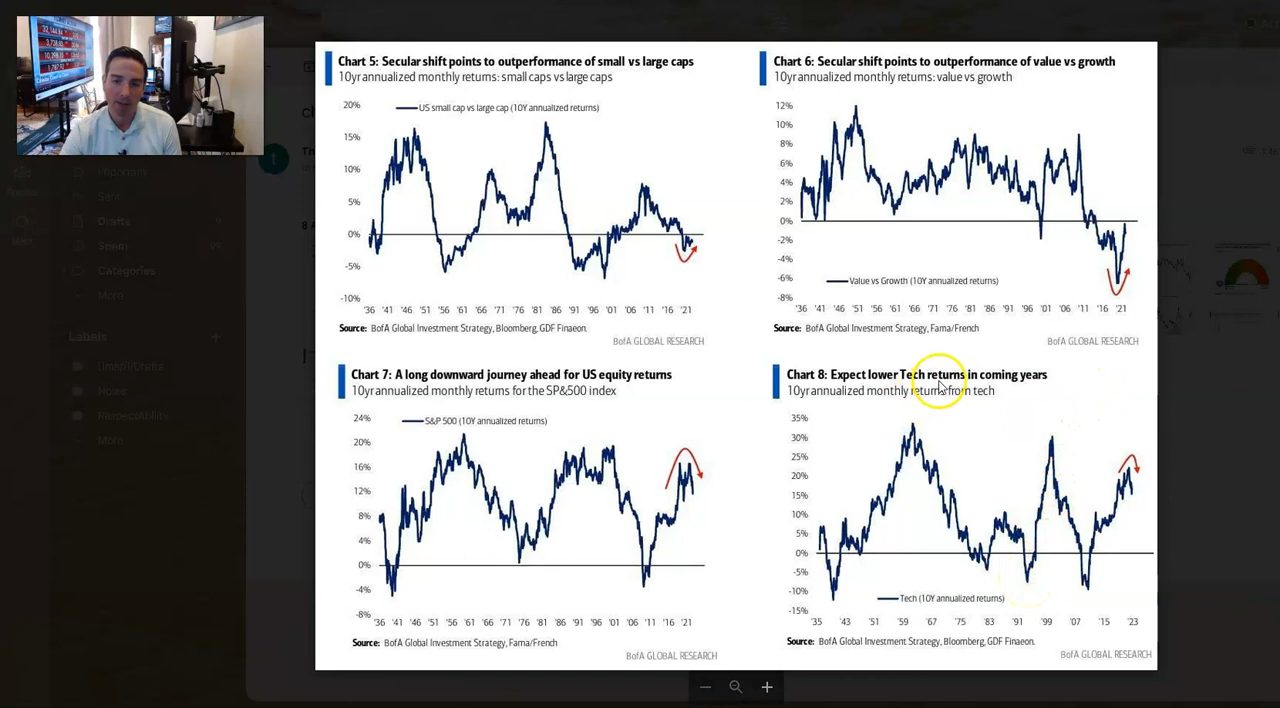 Chart 5: Secular shift points to outperformance of small vs large caps
10yr annualized monthly returns: small caps vs large caps
US small cap vs large cap (10Y annualized returns)
20%
15%
10%
5%
0%
-5%
-10%
'36 '41 '46 '51 '56 '61 '66 '71 '76 '81 '86 '91 '96 '01 '06 '11 '16 '21
Source: BofA Global Investment Strategy, Bloomberg, GDF Finaeon.
BofA GLOBAL RESEARCH
Chart 6: Secular shift points to outperformance of value vs growth
10yr annualized monthly returns: value vs growth
12%
10%
8%
6%
4%
2%
0%
-2%
-4%
-6%
-8%
Value vs Growth (10Y annualized returns)
'36 '41 '46 '51 '56 '61 '66 '71 '76 '81 '86 '91 '96 '01 '06 '11 '16 '21
Source: BofA Global Investment Strategy, Fama/French
BofA GLOBAL RESEARCH
Chart 7: A long downward journey ahead for US equity returns
10yr annualized monthly returns for the SP&500 index
S&P 500 (10Y annualized returns)
24%
20%
16%
12%
8%
4%
0%
-4%
-8%
'36 '41 '46 '51 '56 '61 '66 '71 '76 '81 '86 '91 '96 '01 '06 '11 '16 '21
Source: BofA Global Investment Strategy, Fama/French
BofA GLOBAL RESEARCH
Chart 8: Expect lower Tech returns in coming years
10yr annualized monthly returns from tech
35%
30%
25%
20%
15%
10%
5%
0%
-5%
-10%
-15%
Tech (10Y annualized returns)
'35 '43 '51 '59 '67 '75 '83 '91 '99 '07 '15 '23
Source: BofA Global Investment Strategy, Bloomberg, GDF Finaeon.
BofA GLOBAL RESEARCH
Important
Sent
Drafts
Spam
Categories
More
Labels
Notes
More